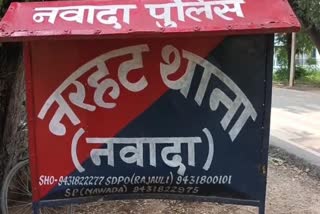 नवादा पुलिस
नरहट थाना
(नवादा)
SHO-9431822277 SDPO(RAJAULI) 9431800101
S.P (NAWADA) 9431822975